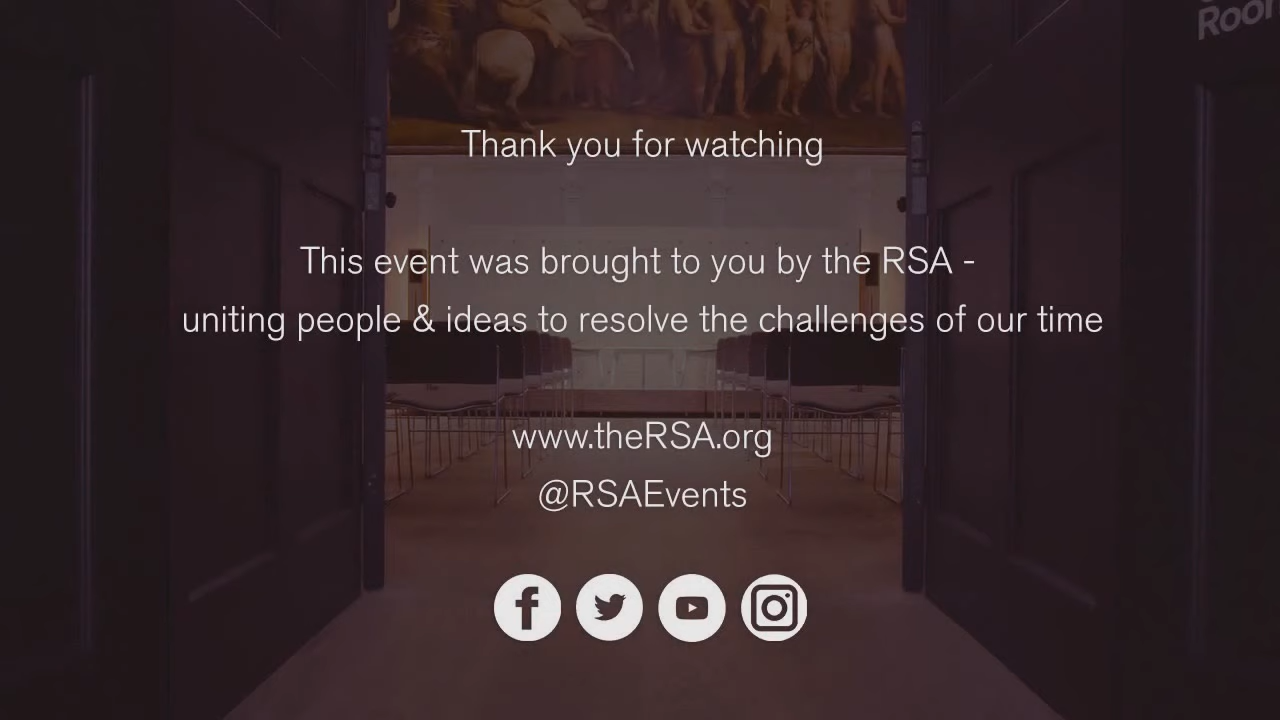 Room
Thank you for watching
This event was brought to you by the RSA -
uniting people & ideas to resolve the challenges of our time
www.theRSA.org
@RSAEvents